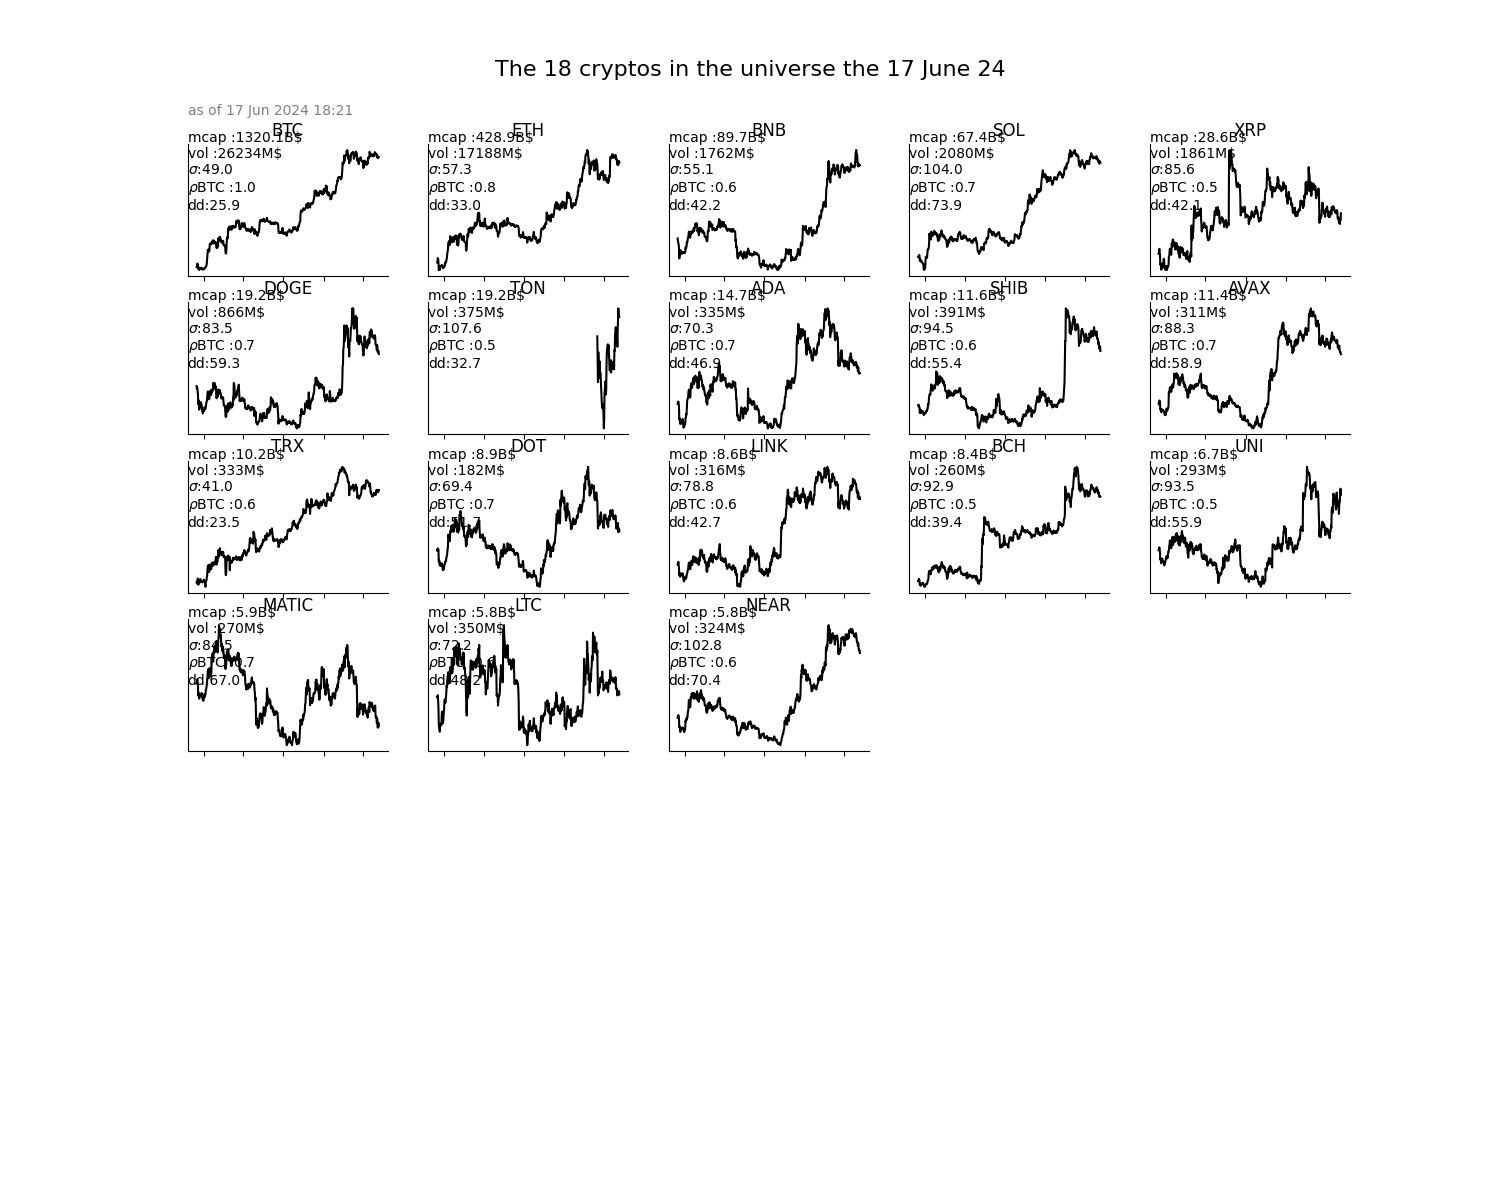 The 18 cryptos in the universe the 17 June 24
as of 17 Jun 2024 18:21
BTC
mcap :1320.1B$
vol :26234M$
σ:49.0
ρBTC :1.0
dd:25.9
ETH
mcap :428.9B$
vol :17188M$
σ:57.3
ρBTC :0.8
dd:33.0
BNB
mcap :89.7B$
vol :1762M$
σ:55.1
ρBTC :0.6
dd:42.2
SOL
mcap :67.4B$
vol :2080M$
σ:104.0
ρBTC :0.7
dd:73.9
XRP
mcap :28.6B$
vol :1861M$
σ:85.6
ρBTC :0.5
dd:42.1
DOGE
mcap :19.2B$
vol :866M$
σ:83.5
ρBTC :0.7
dd:59.3
TON
mcap :19.2B$
vol :375M$
σ:107.6
ρBTC :0.5
dd:32.7
ADA
mcap :14.7B$
vol :335M$
σ:70.3
ρBTC :0.7
dd:46.9
SHIB
mcap :11.6B$
vol :391M$
σ:94.5
ρBTC :0.6
dd:55.4
AVAX
mcap :11.4B$
vol :311M$
σ:88.3
ρBTC :0.7
dd:58.9
TRX
mcap :10.2B$
vol :333M$
σ:41.0
ρBTC :0.6
dd:23.5
DOT
mcap :8.9B$
vol :182M$
σ:69.4
ρBTC :0.7
LINK
mcap :8.6B$
vol :316M$
σ:78.8
ρBTC :0.6
dd:42.7
BCH
mcap :8.4B$
vol :260M$
σ:92.9
ρBTC :0.5
dd:39.4
UNI
mcap :6.7B$
vol :293M$
σ:93.5
ρBTC :0.5
dd:55.9
MATIC
mcap :5.9B$
vol :270M$
σ:84.5
ρBTC :0.7
dd:67.0
LTC
mcap :5.8B$
vol :350M$
σ:72.2
ρBTC
dd:48.2
NEAR
mcap :5.8B$
vol :324M$
σ:102.8
ρBTC :0.6
dd:70.4